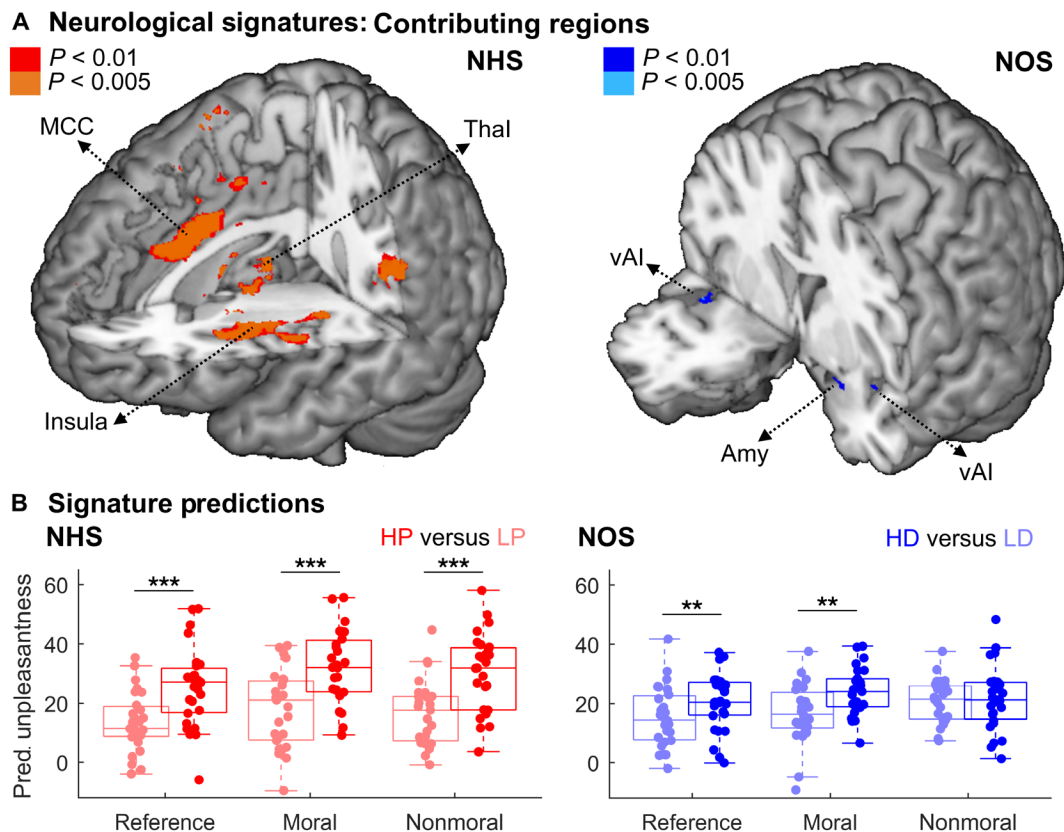 A Neurological signatures: Contributing regions
P < 0.01
P < 0.005
NHS
MCC
Thal
Insula
P < 0.01
P < 0.005
NOS
vAI
Amy
vAI
B Signature predictions
NHS
HP versus LP
Pred. unpleasantness
60
40
20
0
***
***
***
Reference
Moral
Nonmoral
NOS
HD versus LD
60
40
20
0
**
**
Reference
Moral
Nonmoral